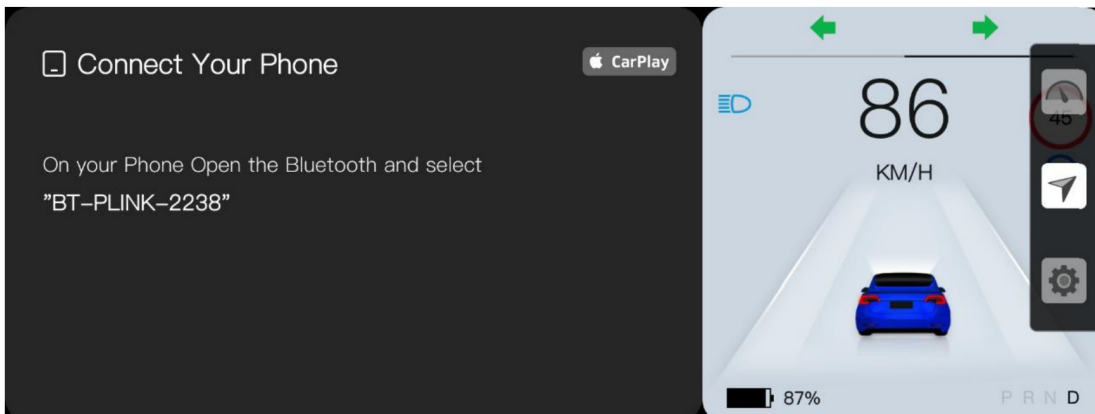 Connect Your Phone
CarPlay
On your Phone Open the Bluetooth and select
”BT–PLINK–2238”
86
KM/H
45
87%
P R N D